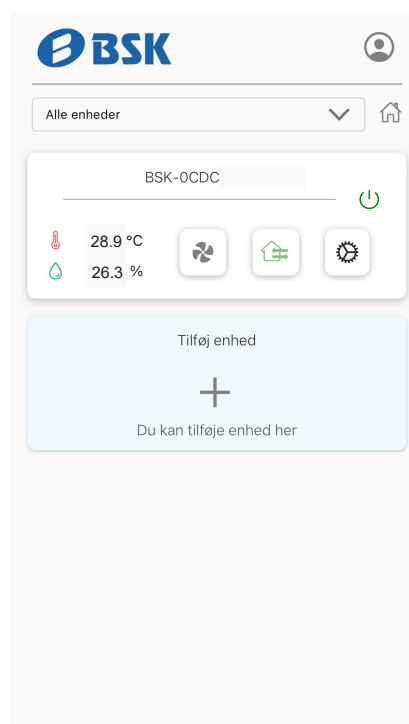 BSK
Alle enheder
BSK-0CDC
28.9 °C
26.3 %
Tilføj enhed
Du kan tilføje enhed her